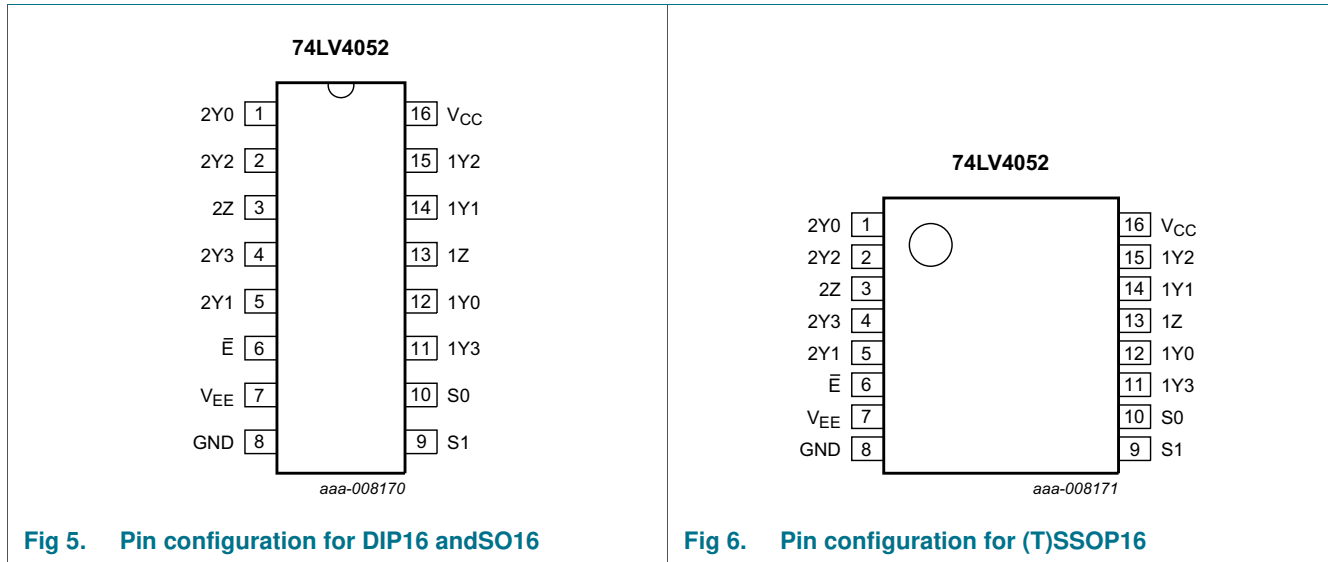 74LV4052
2Y0 1 16 VCC
2Y2 2 15 1Y2
2Z 3 14 1Y1
2Y3 4 13 1Z
2Y1 5 12 1Y0
E̅ 6 11 1Y3
VEE 7 10 S0
GND 8 9 S1
aaa-008170
Fig 5. Pin configuration for DIP16 andSO16
74LV4052
2Y0 1 16 VCC
2Y2 2 15 1Y2
2Z 3 14 1Y1
2Y3 4 13 1Z
2Y1 5 12 1Y0
E̅ 6 11 1Y3
VEE 7 10 S0
GND 8 9 S1
aaa-008171
Fig 6. Pin configuration for (T)SSOP16